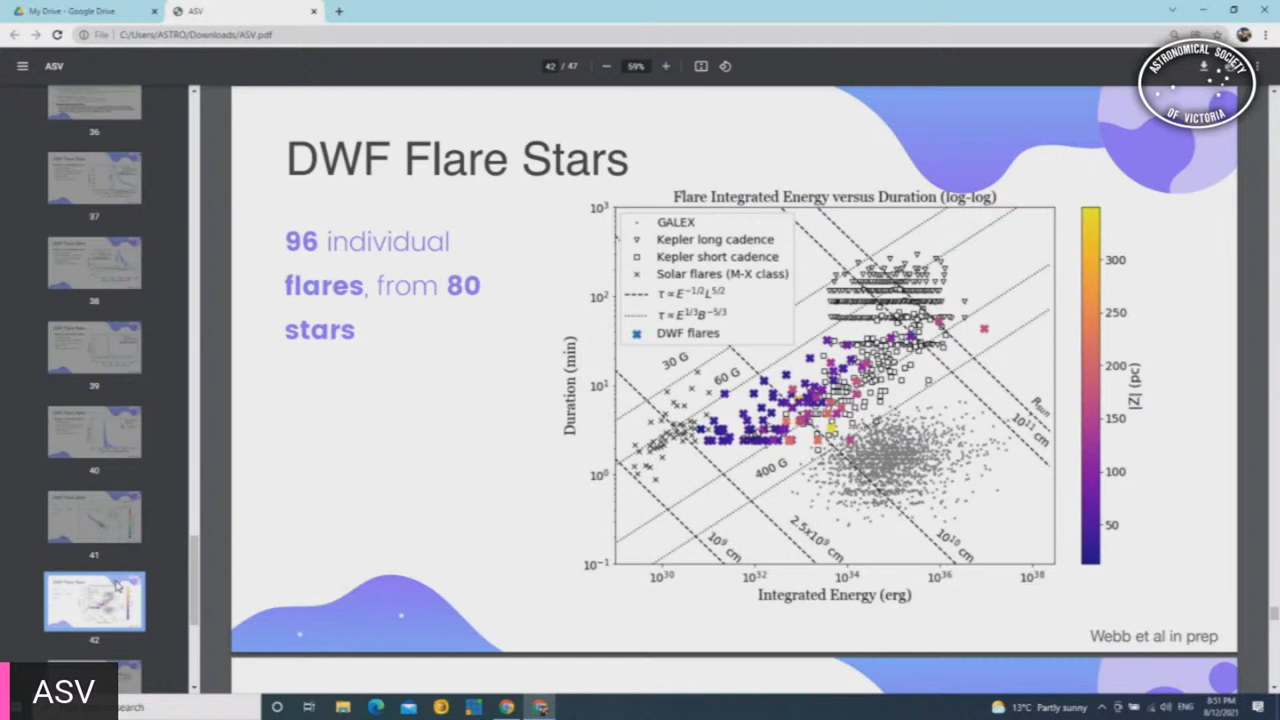 My Drive - Google Drive
ASV
File
C:/Users/ASTRO/Downloads/ASV.pdf
ASV
42 / 47
59%
ASTRONOMICAL SOCIETY
OF VICTORIA
36
37
38
39
40
41
42
DWF Flare Stars
96 individual
flares, from 80
stars
Flare Integrated Energy versus Duration (log-log)
GALEX
Kepler long cadence
Kepler short cadence
Solar flares (M-X class)
τ ∝ E^{-1/2}L^{5/2}
τ ∝ E^{1/3}B^{-5/3}
DWF flares
10³
10²
10¹
10⁰
10⁻¹
Duration (min)
30 G
60 G
400 G
10⁹ cm
2.5x10⁹ cm
10¹⁰ cm
10¹¹ cm
R_sun
10³⁰
10³²
10³⁴
10³⁶
10³⁸
Integrated Energy (erg)
300
250
200
150
100
50
|Z| (pc)
Webb et al in prep
ASV
search
13°C Partly sunny
ENG
8:51 PM
8/12/2021